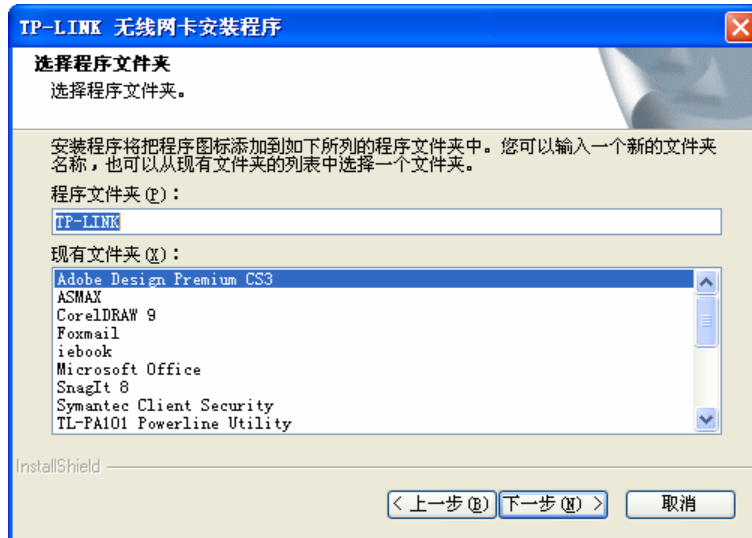 TP-LINK 无线网卡安装程序
选择程序文件夹
选择程序文件夹。
安装程序将把程序图标添加到如下所列的程序文件夹中。您可以输入一个新的文件夹
名称，也可以从现有文件夹的列表中选择一个文件夹。
程序文件夹(P)：
TP-LINK
现有文件夹(X)：
Adobe Design Premium CS3
ASMAX
CorelDRAW 9
Foxmail
iebook
Microsoft Office
SnagIt 8
Symantec Client Security
TL-PA101 Powerline Utility
InstallShield
< 上一步(B) 下一步(N) > 取消